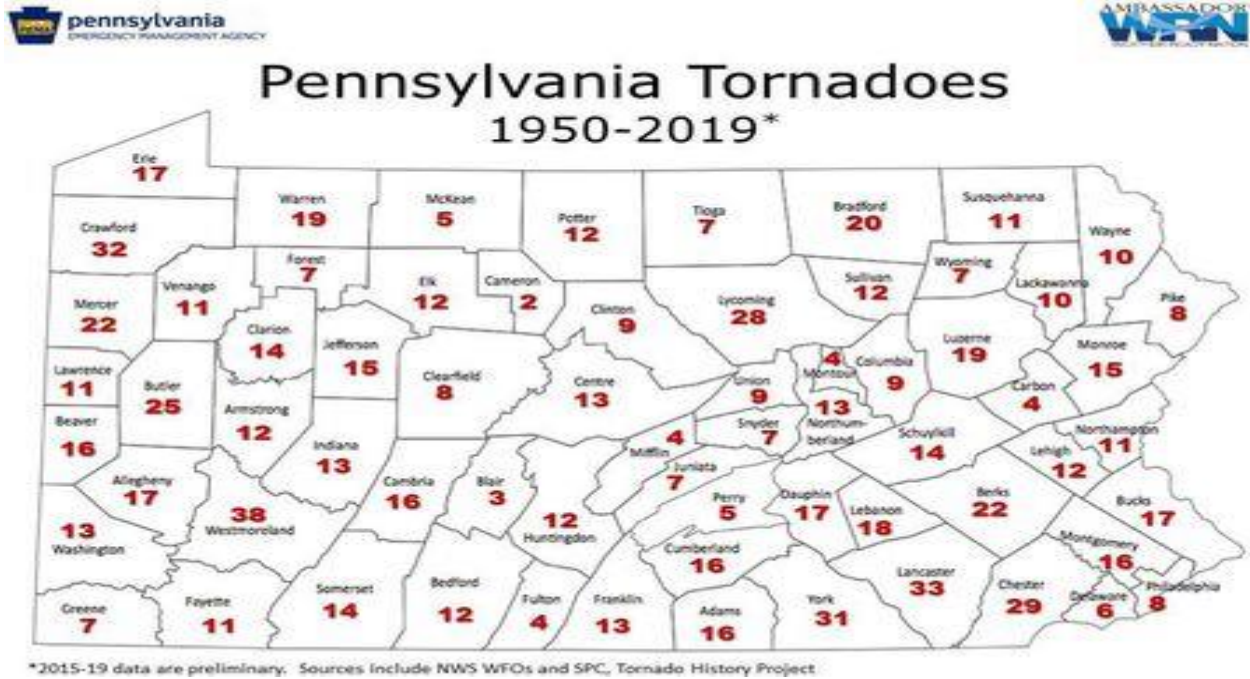 pennsylvania
EMERGENCY MANAGEMENT AGENCY
AMBASSADOR
WRN
WEATHER-READY NATION
Pennsylvania Tornadoes
1950-2019*
Erie
17
Warren
19
McKean
5
Potter
12
Tioga
7
Bradford
20
Susquehanna
11
Wayne
10
Crawford
32
Forest
7
Venango
11
Elk
12
Cameron
2
Clinton
9
Lycoming
28
Sullivan
12
Wyoming
7
Lackawanna
10
Pike
8
Mercer
22
Clarion
14
Jefferson
15
Clearfield
8
Centre
13
Union
9
4
Montour
Columbia
9
Luzerne
19
Monroe
15
Carbon
4
Lawrence
11
Butler
25
Armstrong
12
Indiana
13
Beaver
16
Allegheny
17
Cambria
16
Blair
3
4
Mifflin
Snyder
7
13
Northum-
berland
Schuylkill
14
Lehigh
12
Northampton
11
Juniata
7
Perry
5
Dauphin
17
Lebanon
18
Berks
22
Bucks
17
13
Washington
38
Westmoreland
12
Huntingdon
Cumberland
16
Montgomery
16
Philadelphia
8
Greene
7
Fayette
11
Somerset
14
Bedford
12
Fulton
4
Franklin
13
Adams
16
York
31
Lancaster
33
Chester
29
Delaware
6
*2015-19 data are preliminary. Sources include NWS WFOs and SPC, Tornado History Project